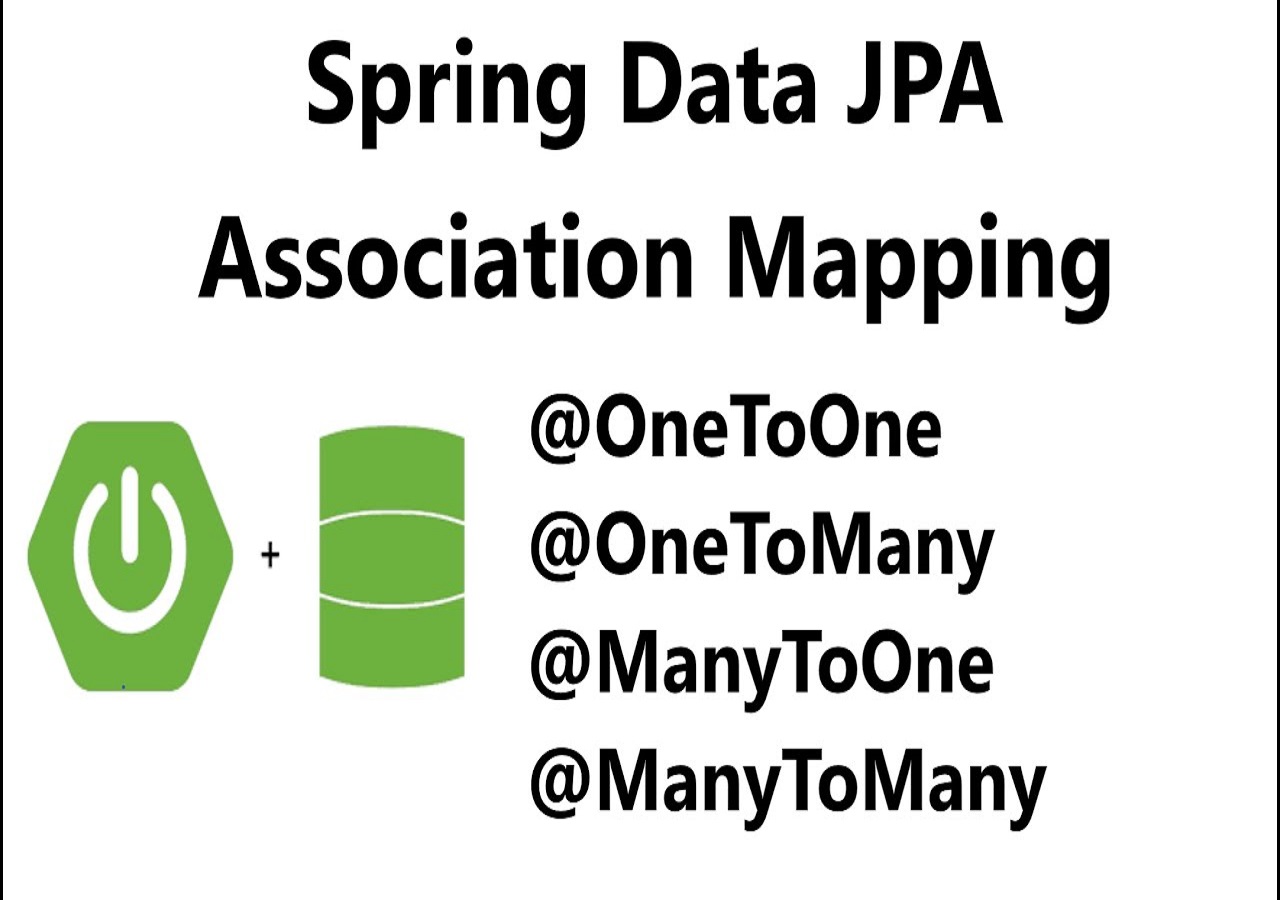 Spring Data JPA
Association Mapping
@OneToOne
@OneToMany
+
@ManyToOne
@ManyToMany